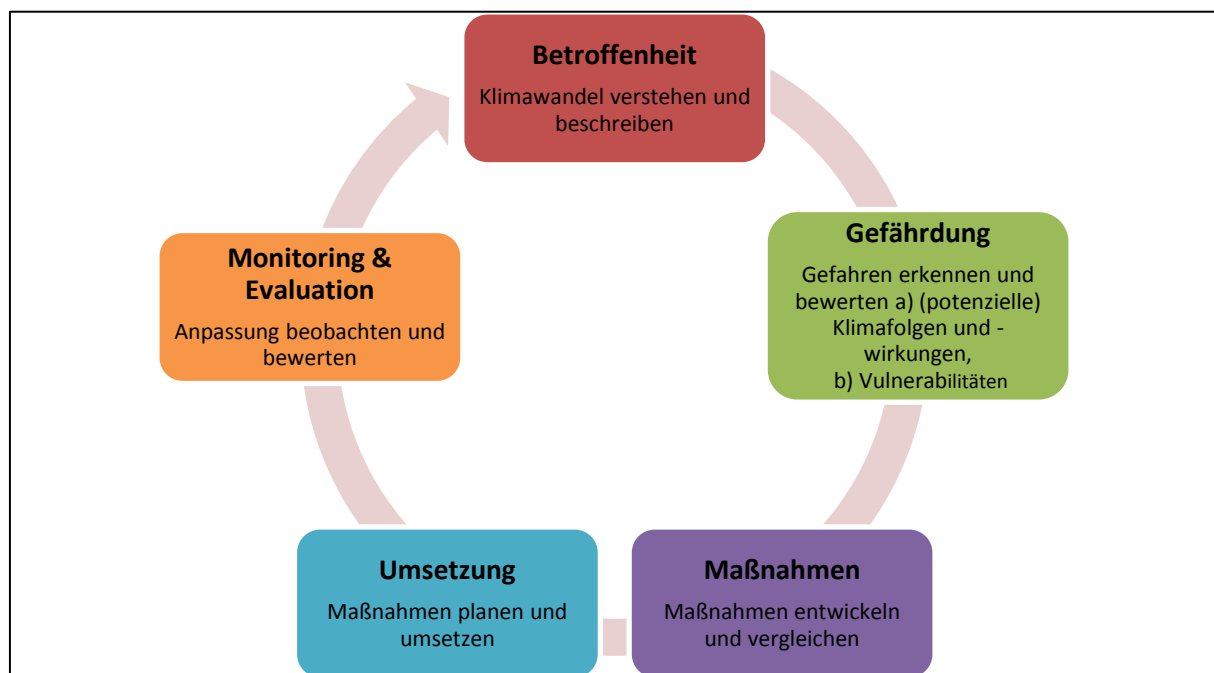 Betroffenheit
Klimawandel verstehen und
beschreiben
Gefährdung
Gefahren erkennen und
bewerten a) (potenzielle)
Klimafolgen und -
wirkungen,
b) Vulnerabilitäten
Maßnahmen
Maßnahmen entwickeln
und vergleichen
Umsetzung
Maßnahmen planen und
umsetzen
Monitoring &
Evaluation
Anpassung beobachten und
bewerten